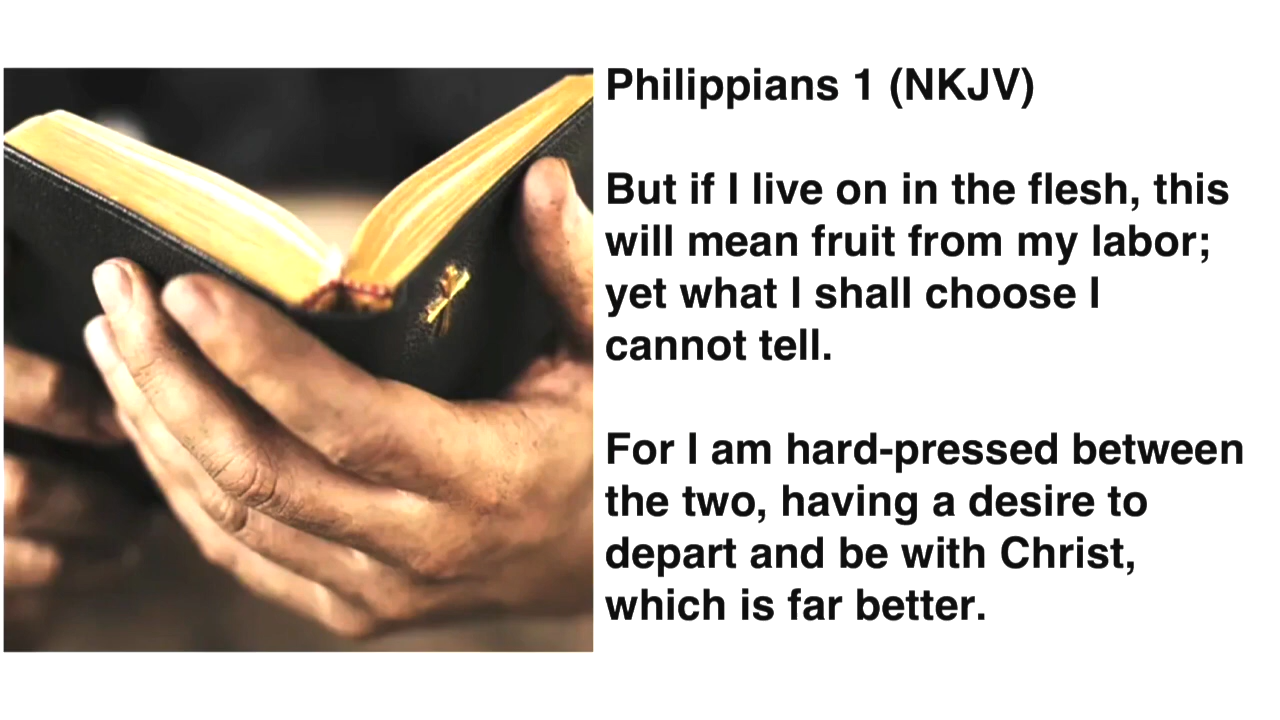 Philippians 1 (NKJV)
But if I live on in the flesh, this
will mean fruit from my labor;
yet what I shall choose I
cannot tell.
For I am hard-pressed between
the two, having a desire to
depart and be with Christ,
which is far better.